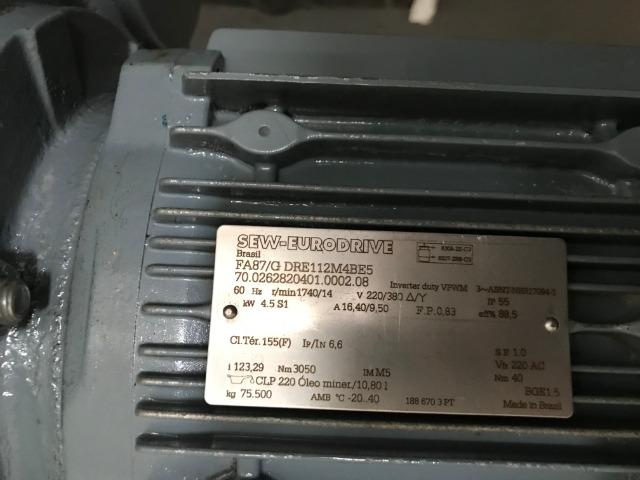 SEW-EURODRIVE
Brasil
FA87/G DRE112M4BE5
70.0262820401.0002.08 Inverter duty VPWM
60 Hz r/min 1740/14 V 220/380 Δ/Y IP 55
kW 4.5 S1 A 16,40/9,50 F.P.0,83 eff% 88,5
Cl.Tér.155(F) Ip/IN 6,6
S.F 1.0
i 123,29 Nm 3050 IM M5 Vb 220 AC
CLP 220 Óleo miner./10,80 l Nm 40
kg 75.500 AMB °C -20..40 188 670 3 PT BGE1.5
Made in Brasil